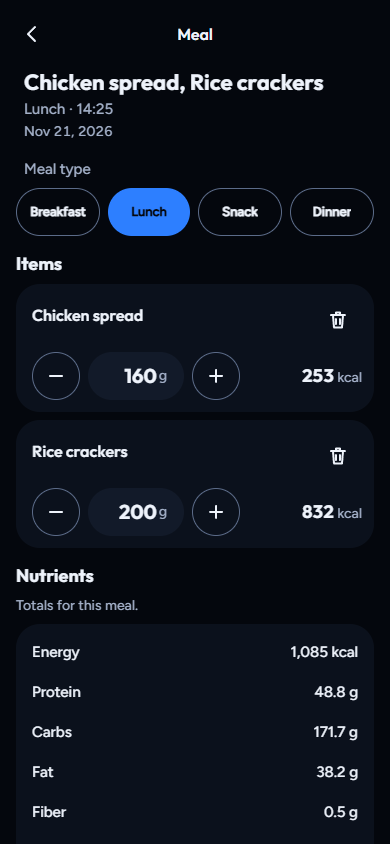 Meal
Chicken spread, Rice crackers
Lunch · 14:25
Nov 21, 2026
Meal type
Breakfast Lunch Snack Dinner
Items
Chicken spread
160 g 253 kcal
Rice crackers
200 g 832 kcal
Nutrients
Totals for this meal.
Energy 1,085 kcal
Protein 48.8 g
Carbs 171.7 g
Fat 38.2 g
Fiber 0.5 g